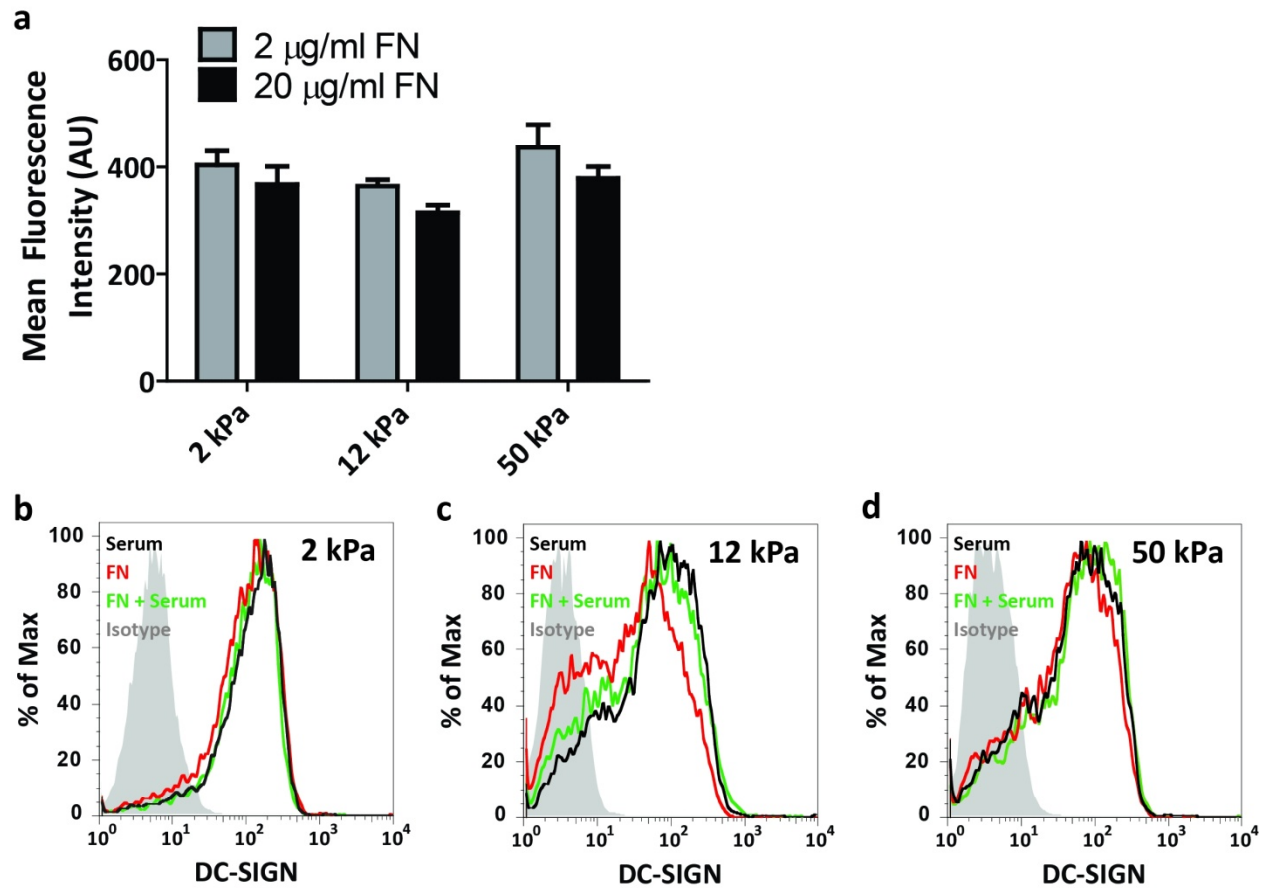 a
2 µg/ml FN
20 µg/ml FN
Mean Fluorescence
Intensity (AU)
600
400
200
0
2 kPa
12 kPa
50 kPa
b
100
80
60
40
20
0
% of Max
Serum
FN
FN + Serum
Isotype
2 kPa
10⁰ 10¹ 10² 10³ 10⁴
DC-SIGN
c
100
80
60
40
20
0
% of Max
Serum
FN
FN + Serum
Isotype
12 kPa
10⁰ 10¹ 10² 10³ 10⁴
DC-SIGN
d
100
80
60
40
20
0
% of Max
Serum
FN
FN + Serum
Isotype
50 kPa
10⁰ 10¹ 10² 10³ 10⁴
DC-SIGN